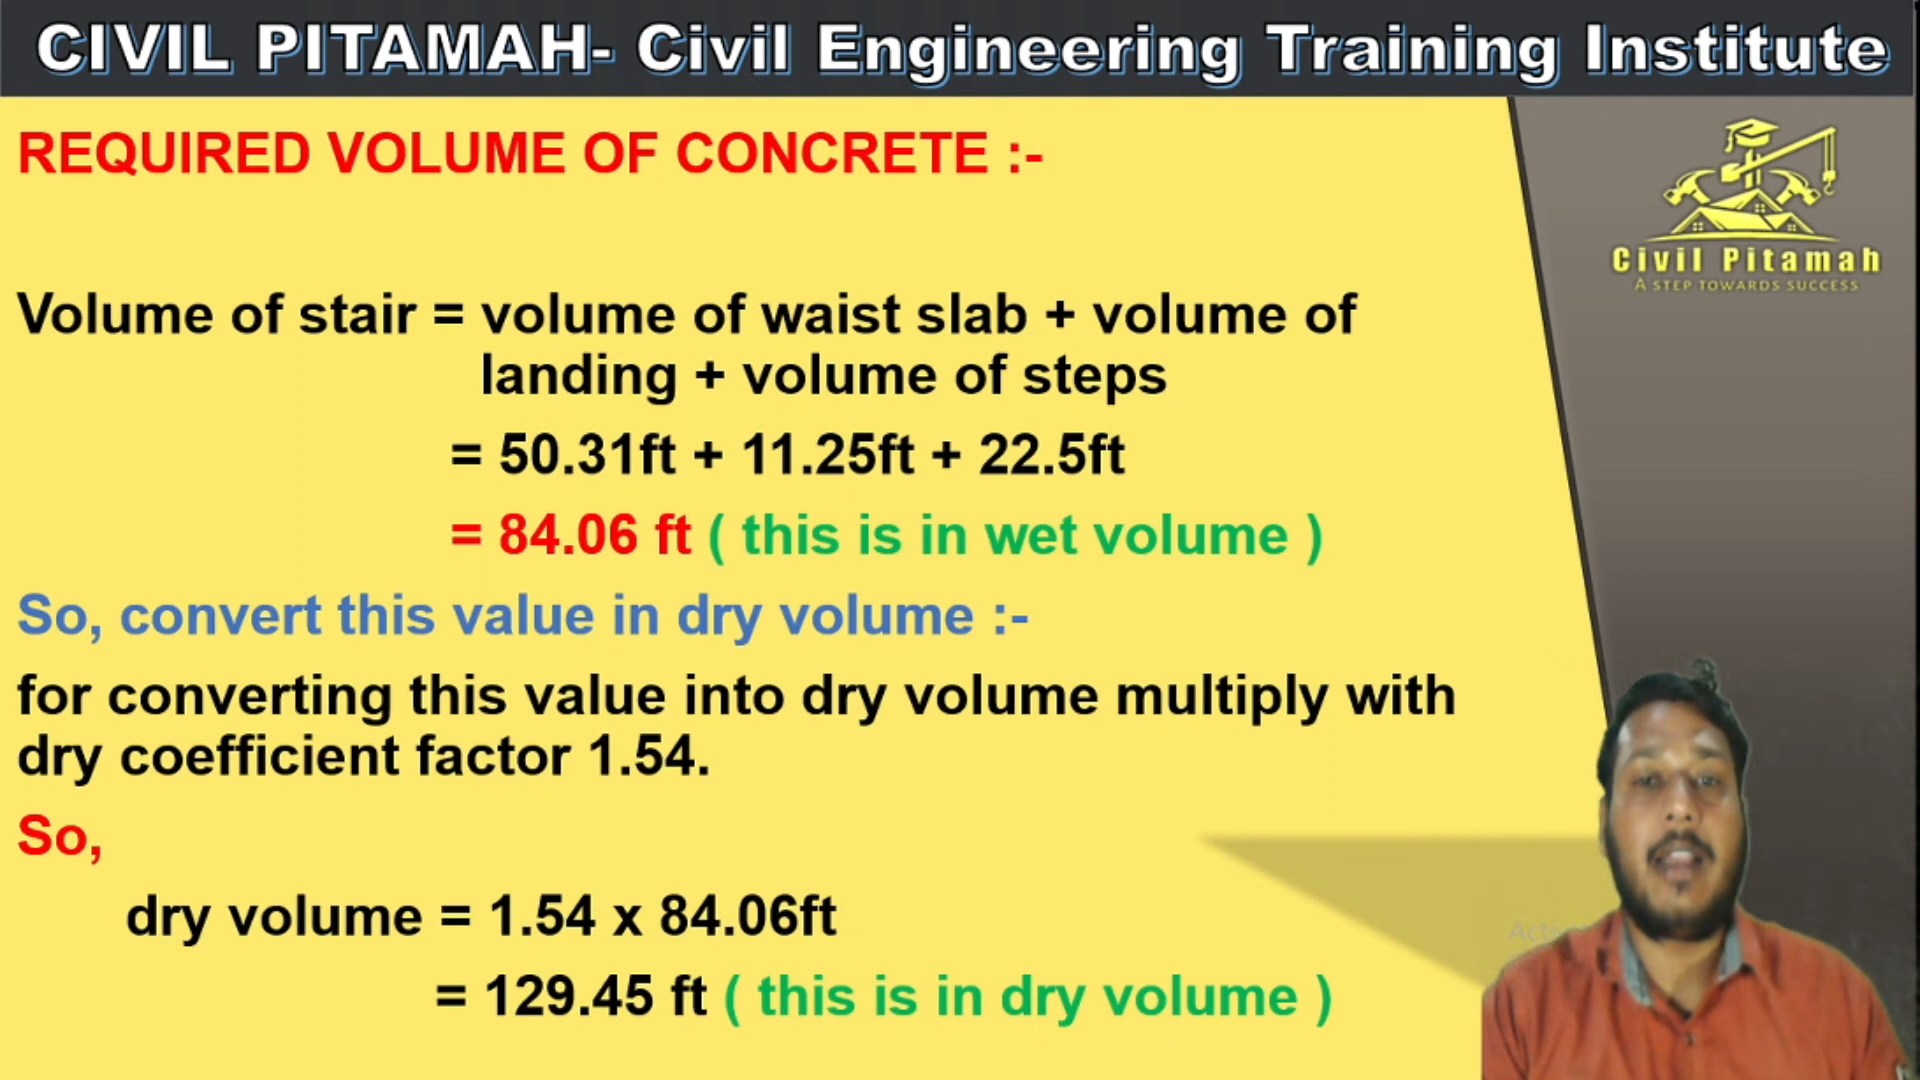 CIVIL PITAMAH- Civil Engineering Training Institute
REQUIRED VOLUME OF CONCRETE :-
Civil Pitamah
A STEP TOWARDS SUCCESS
Volume of stair = volume of waist slab + volume of
landing + volume of steps
= 50.31ft + 11.25ft + 22.5ft
= 84.06 ft ( this is in wet volume )
So, convert this value in dry volume :-
for converting this value into dry volume multiply with
dry coefficient factor 1.54.
So,
dry volume = 1.54 x 84.06ft
= 129.45 ft ( this is in dry volume )